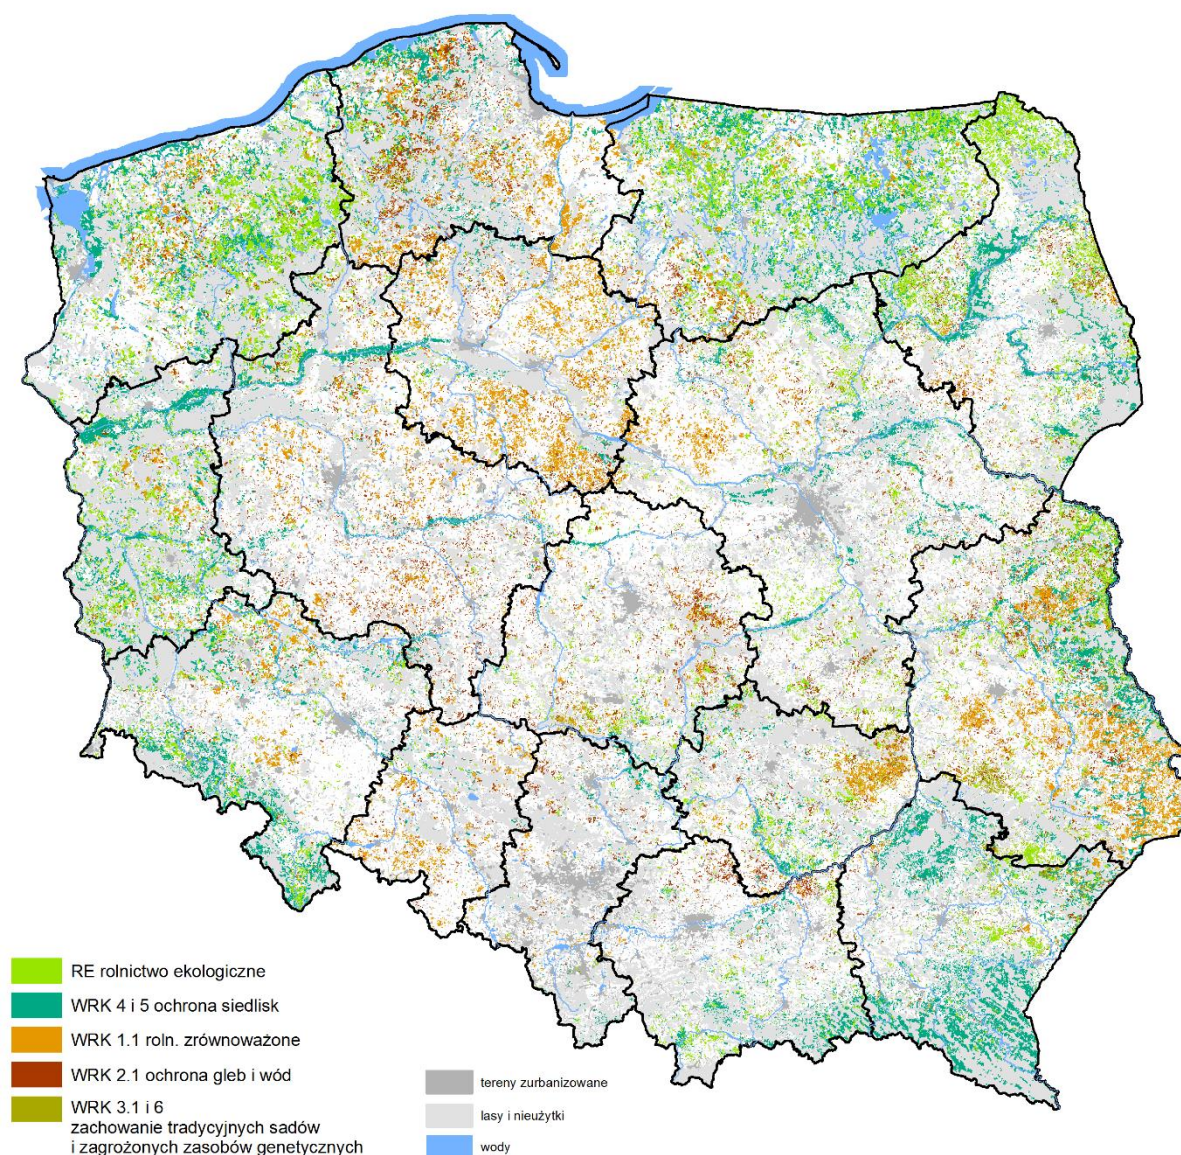 RE rolnictwo ekologiczne
WRK 4 i 5 ochrona siedlisk
WRK 1.1 roln. zrównoważone
WRK 2.1 ochrona gleb i wód
WRK 3.1 i 6
zachowanie tradycyjnych sadów
i zagrożonych zasobów genetycznych
tereny zurbanizowane
lasy i nieużytki
wody